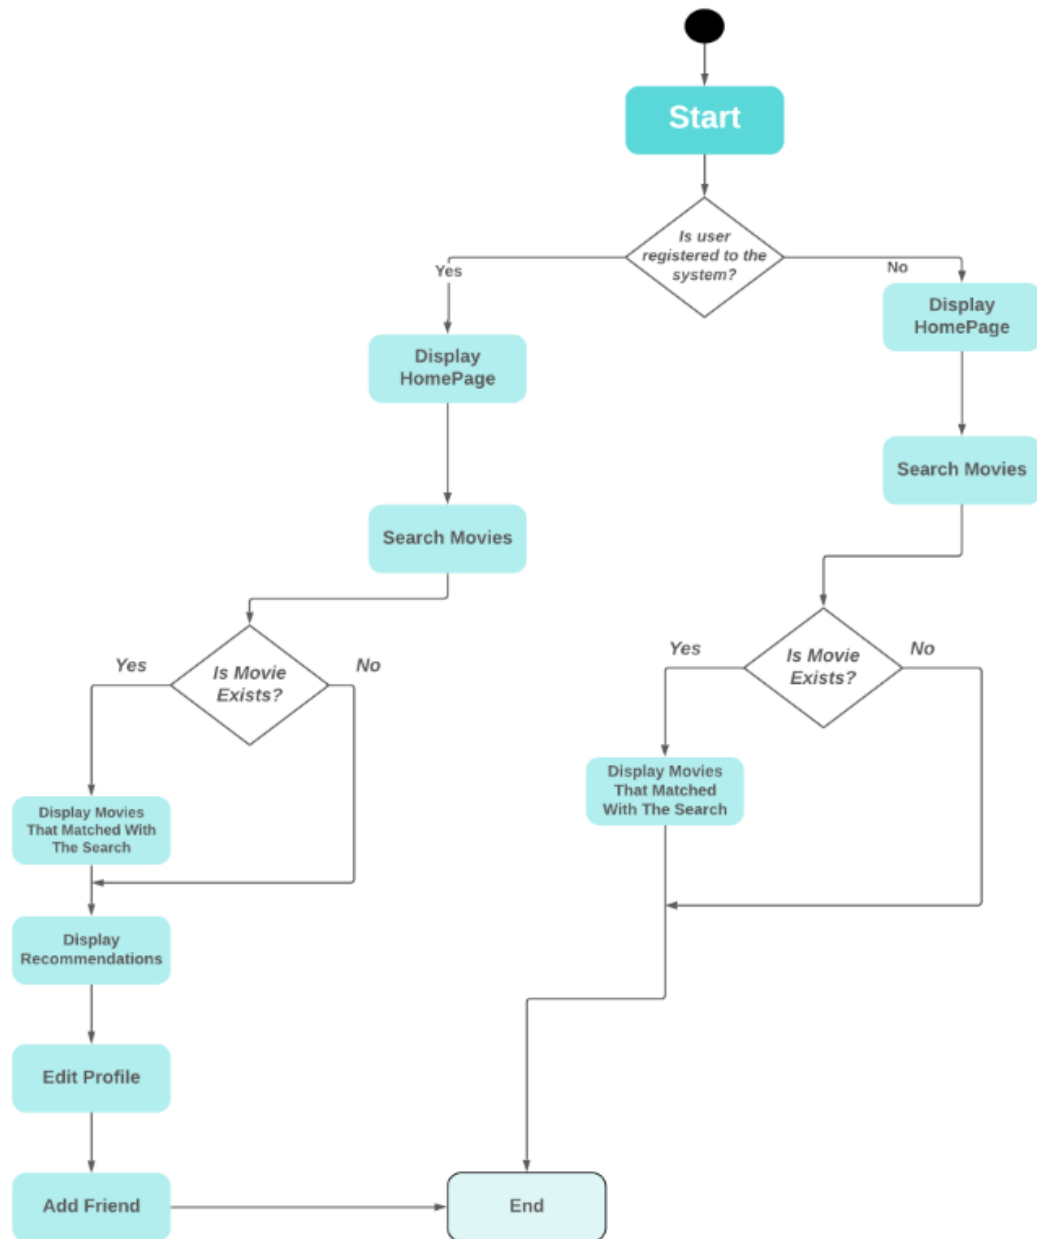 Start
Is user
registered to the
system?
Yes
No
Display
HomePage
Display
HomePage
Search Movies
Search Movies
Yes
Is Movie
Exists?
No
Yes
Is Movie
Exists?
No
Display Movies
That Matched
With The Search
Display Movies
That Matched With
The Search
Display
Recommendations
Edit Profile
Add Friend
End